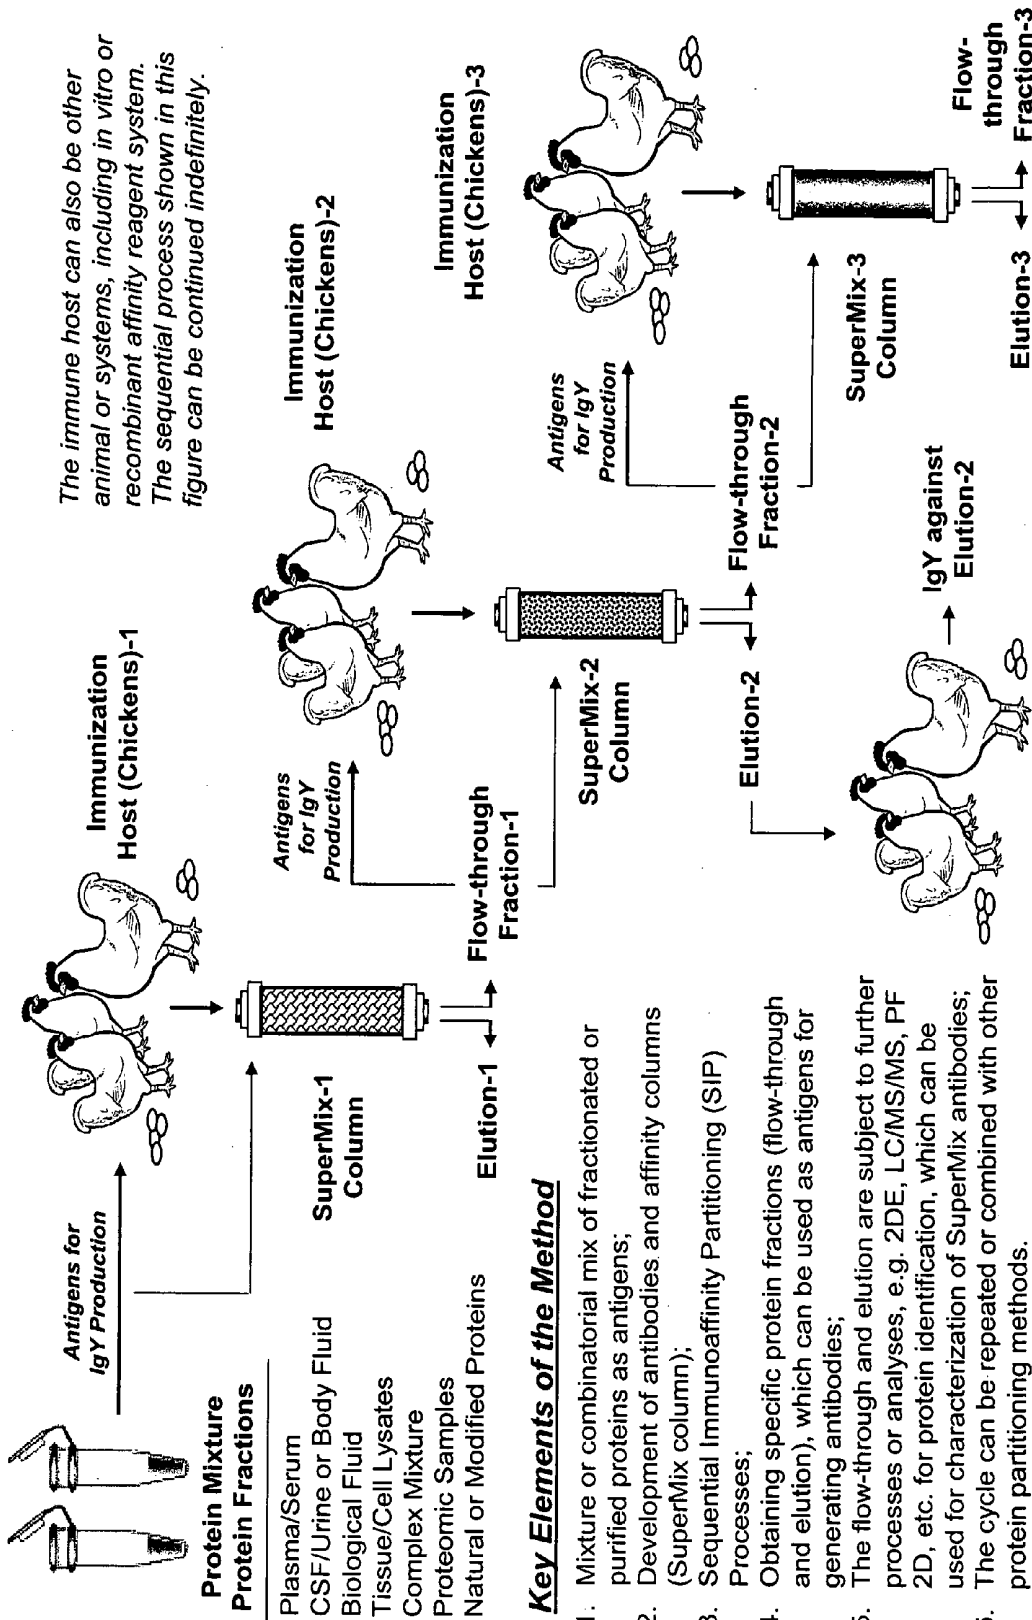 The immune host can also be other
animal or systems, including in vitro or
recombinant affinity reagent system.
The sequential process shown in this
figure can be continued indefinitely.
Antigens for
IgY Production
Protein Mixture
Protein Fractions
Plasma/Serum
CSF/Urine or Body Fluid
Biological Fluid
Tissue/Cell Lysates
Complex Mixture
Proteomic Samples
Natural or Modified Proteins
Immunization
Host (Chickens)-1
SuperMix-1
Column
Elution-1
Flow-through
Fraction-1
Antigens
for IgY
Production
Immunization
Host (Chickens)-2
SuperMix-2
Column
Elution-2
Flow-through
Fraction-2
IgY against
Elution-2
Antigens
for IgY
Production
Immunization
Host (Chickens)-3
SuperMix-3
Column
Elution-3
Flow-
through
Fraction-3
Key Elements of the Method
1. Mixture or combinatorial mix of fractionated or
purified proteins as antigens;
2. Development of antibodies and affinity columns
(SuperMix column);
3. Sequential Immunoaffinity Partitioning (SIP)
Processes;
4. Obtaining specific protein fractions (flow-through
and elution), which can be used as antigens for
generating antibodies;
5. The flow-through and elution are subject to further
processes or analyses, e.g. 2DE, LC/MS/MS, PF
2D, etc. for protein identification, which can be
used for characterization of SuperMix antibodies;
6. The cycle can be repeated or combined with other
protein partitioning methods.